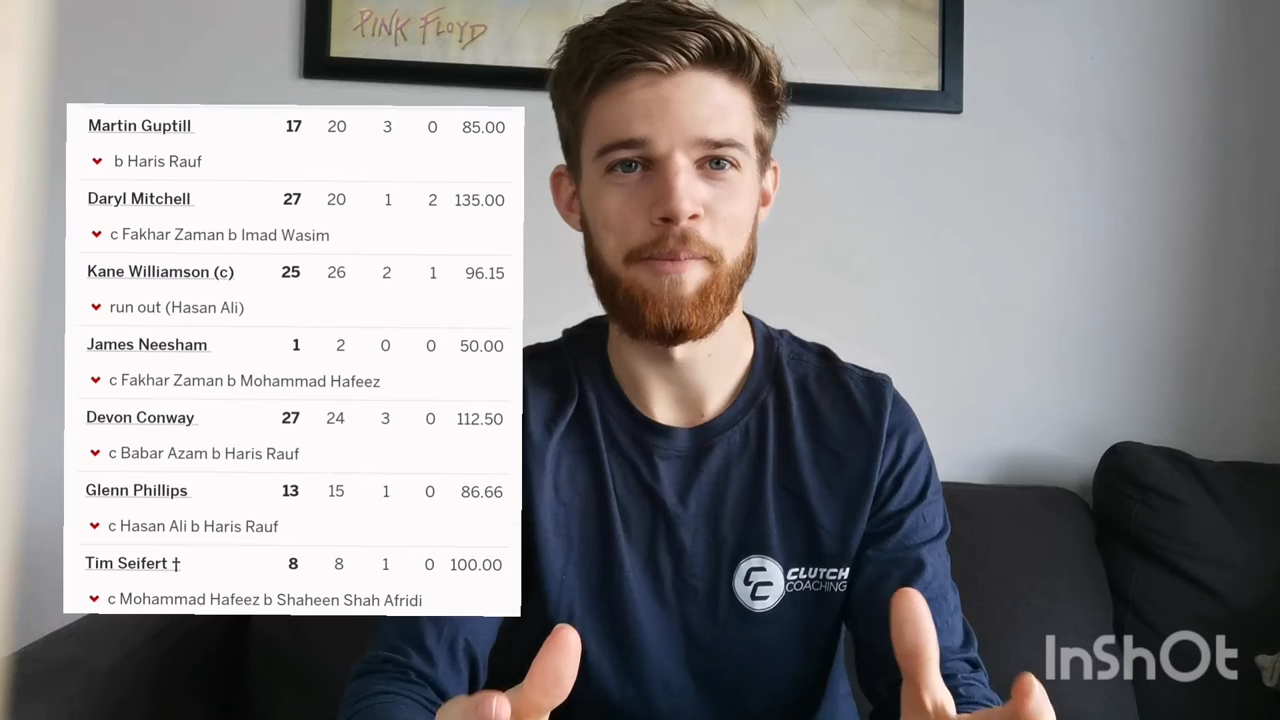 PINK FLOYD
Martin Guptill 17 20 3 0 85.00
b Haris Rauf
Daryl Mitchell 27 20 1 2 135.00
c Fakhar Zaman b Imad Wasim
Kane Williamson (c) 25 26 2 1 96.15
run out (Hasan Ali)
James Neesham 1 2 0 0 50.00
c Fakhar Zaman b Mohammad Hafeez
Devon Conway 27 24 3 0 112.50
c Babar Azam b Haris Rauf
Glenn Phillips 13 15 1 0 86.66
c Hasan Ali b Haris Rauf
Tim Seifert † 8 8 1 0 100.00
c Mohammad Hafeez b Shaheen Shah Afridi
CC CLUTCH
COACHING
InShOt